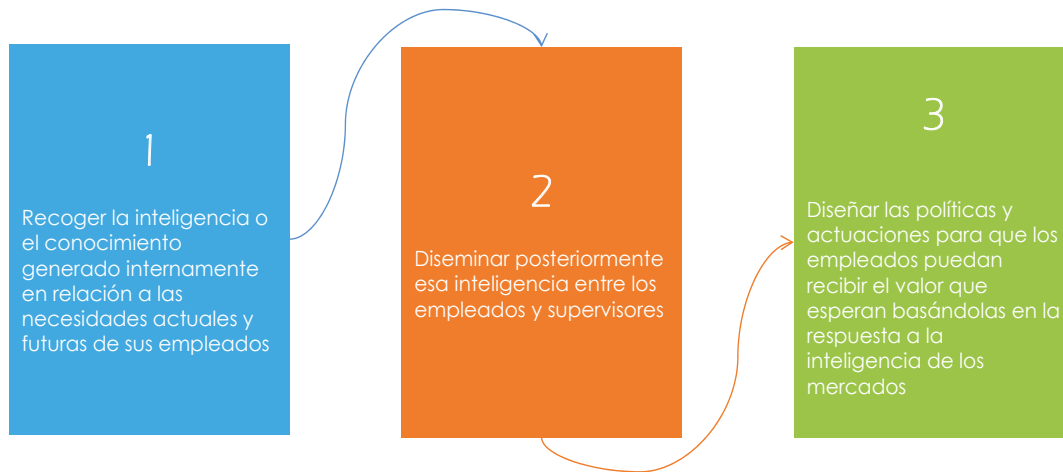 1
Recoger la inteligencia o
el conocimiento
generado internamente
en relación a las
necesidades actuales y
futuras de sus empleados
2
Diseminar posteriormente
esa inteligencia entre los
empleados y supervisores
3
Diseñar las políticas y
actuaciones para que los
empleados puedan
recibir el valor que
esperan basándolas en la
respuesta a la
inteligencia de los
mercados